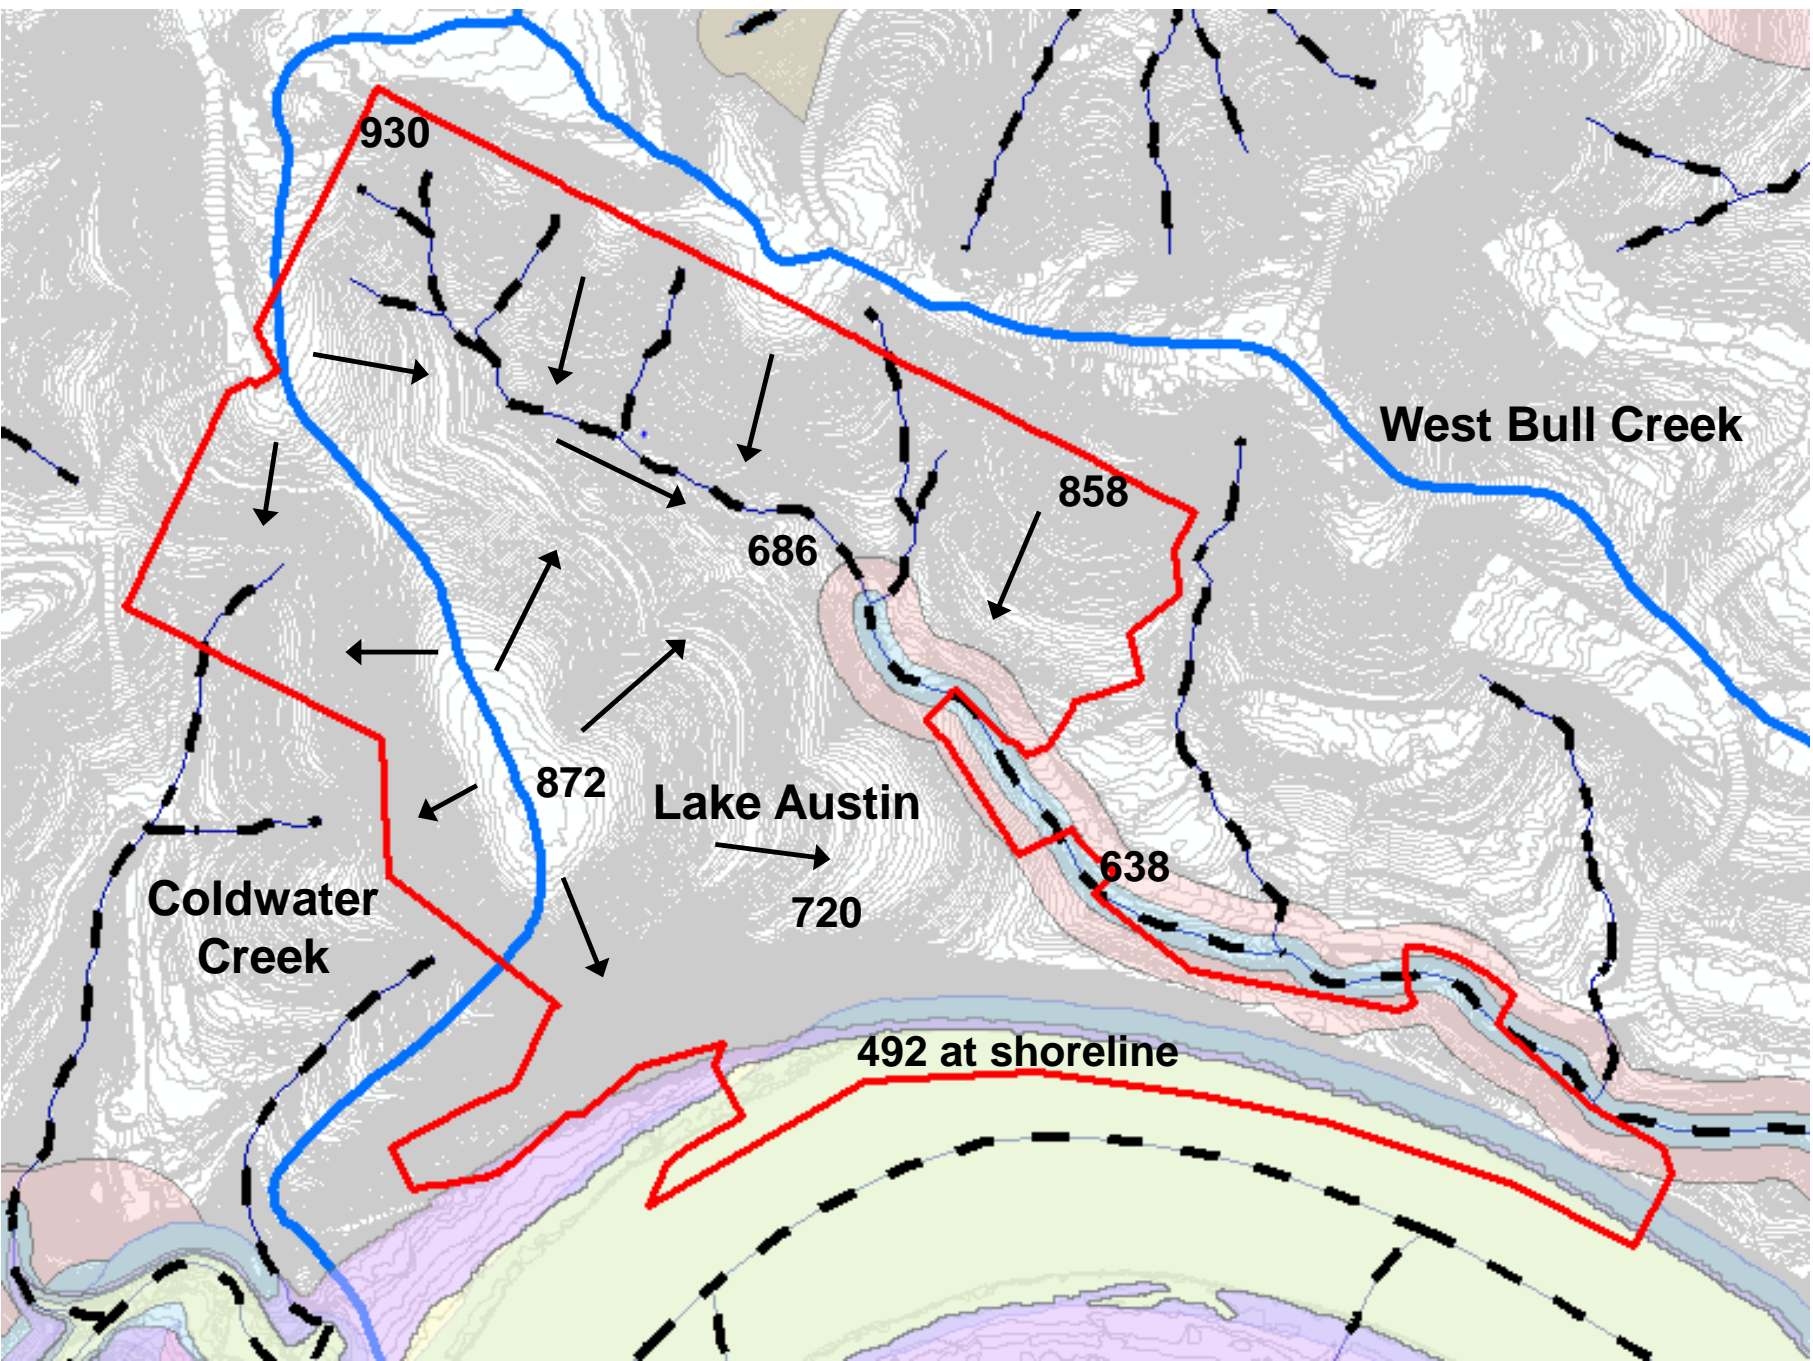 930
West Bull Creek
858
686
872
Lake Austin
638
Coldwater
Creek
720
492 at shoreline